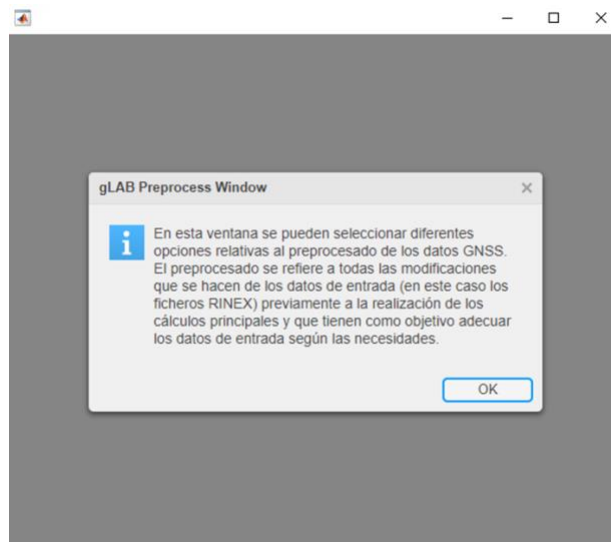 gLAB Preprocess Window
En esta ventana se pueden seleccionar diferentes
opciones relativas al preprocesado de los datos GNSS.
El preprocesado se refiere a todas las modificaciones
que se hacen de los datos de entrada (en este caso los
ficheros RINEX) previamente a la realización de los
cálculos principales y que tienen como objetivo adecuar
los datos de entrada según las necesidades.
OK